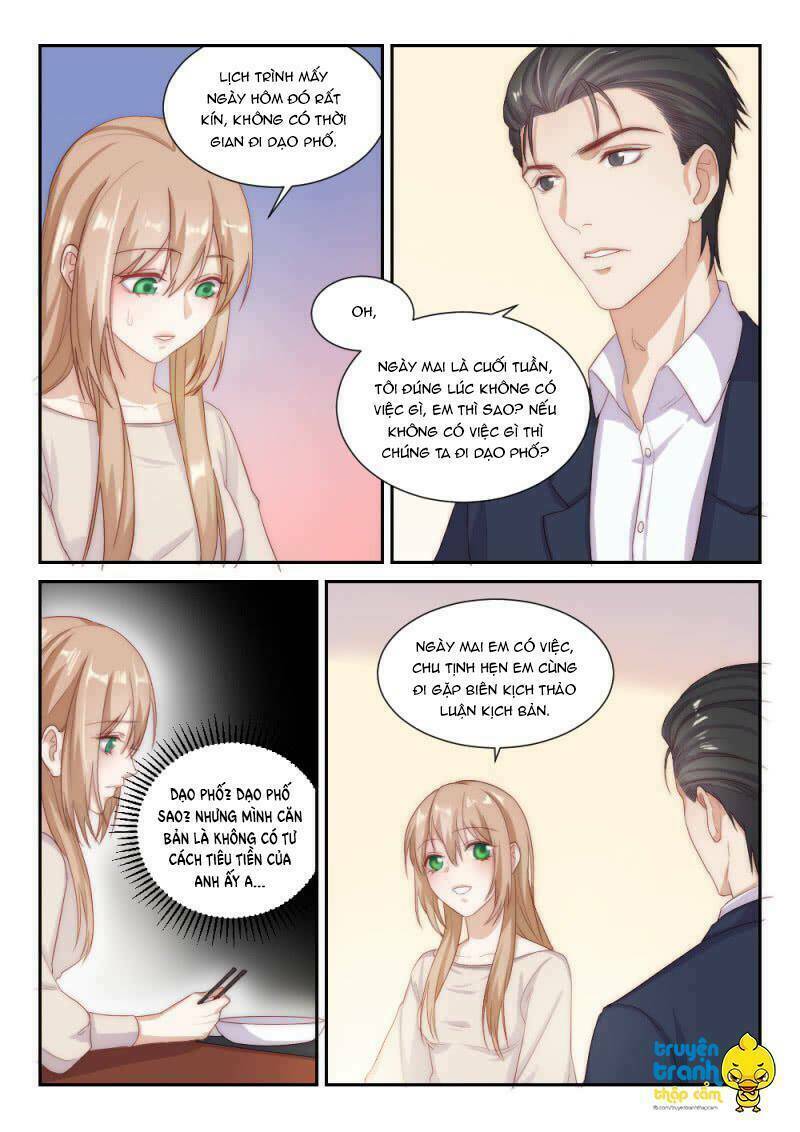 LỊCH TRÌNH MẤY
NGÀY HÔM ĐÓ RẤT
KÍN, KHÔNG CÓ THỜI
GIAN ĐI DẠO PHỐ.
OH,
NGÀY MAI LÀ CUỐI TUẦN,
TÔI ĐÚNG LÚC KHÔNG CÓ
VIỆC GÌ, EM THÌ SAO? NẾU
KHÔNG CÓ VIỆC GÌ THÌ
CHÚNG TA ĐI DẠO PHỐ?
DẠO PHỐ? DẠO PHỐ
SAO? NHƯNG MÌNH CĂN
BẢN LÀ KHÔNG CÓ TƯ
CÁCH TIÊU TIỀN CỦA
ANH ẤY A...
NGÀY MAI EM CÓ VIỆC,
CHU TỊNH HẸN EM CÙNG
ĐI GẶP BIÊN KỊCH THẢO
LUẬN KỊCH BẢN.
truyện
tranh
thập cẩm
fb.com/truyentranhthapcam